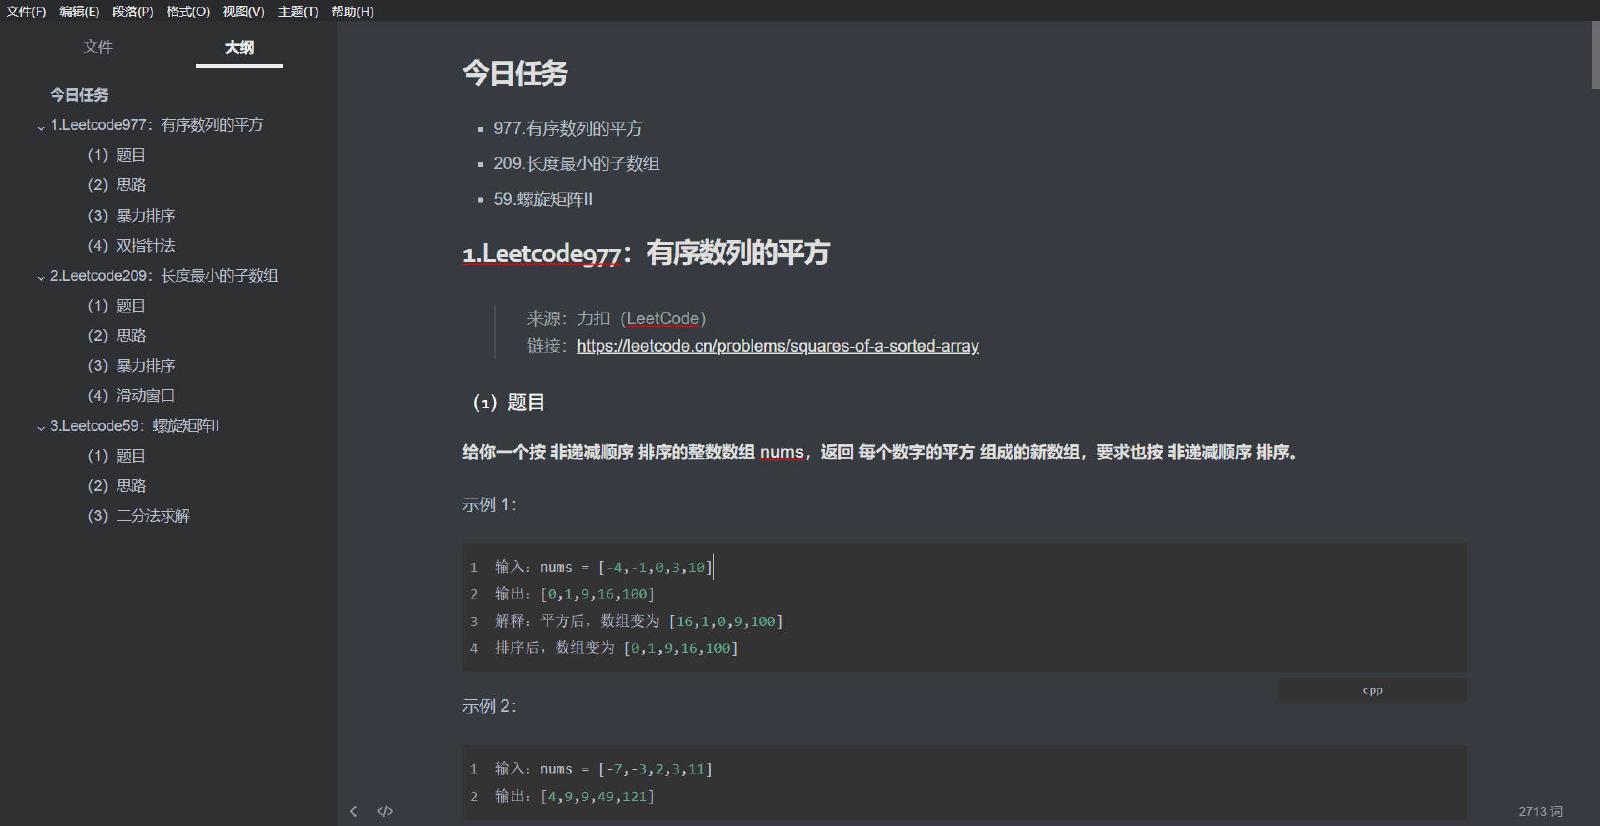 文件(F) 编辑(E) 段落(P) 格式(O) 视图(V) 主题(T) 帮助(H)
文件 大纲
今日任务
1.Leetcode977：有序数列的平方
（1）题目
（2）思路
（3）暴力排序
（4）双指针法
2.Leetcode209：长度最小的子数组
（1）题目
（2）思路
（3）暴力排序
（4）滑动窗口
3.Leetcode59：螺旋矩阵II
（1）题目
（2）思路
（3）二分法求解
今日任务
977.有序数列的平方
209.长度最小的子数组
59.螺旋矩阵II
1.Leetcode977：有序数列的平方
来源：力扣（LeetCode）
链接：https://leetcode.cn/problems/squares-of-a-sorted-array
（1）题目
给你一个按 非递减顺序 排序的整数数组 nums，返回 每个数字的平方 组成的新数组，要求也按 非递减顺序 排序。
示例 1：
1 输入：nums = [-4,-1,0,3,10]
2 输出：[0,1,9,16,100]
3 解释：平方后，数组变为 [16,1,0,9,100]
4 排序后，数组变为 [0,1,9,16,100]
cpp
示例 2：
1 输入：nums = [-7,-3,2,3,11]
2 输出：[4,9,9,49,121]
</> 2713 词